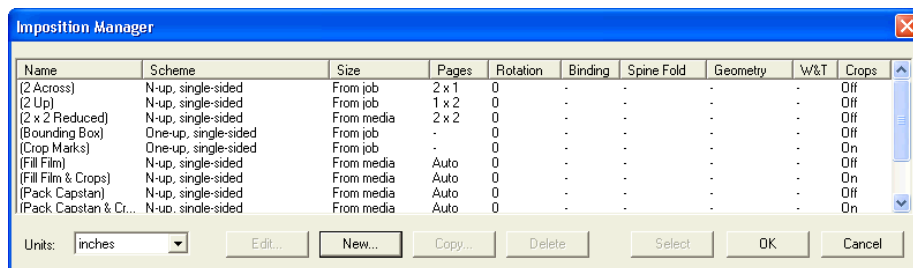 Imposition Manager
Name Scheme Size Pages Rotation Binding Spine Fold Geometry W&T Crops
(2 Across) N-up, single-sided From job 2 x 1 0 - - - - Off
(2 Up) N-up, single-sided From job 1 x 2 0 - - - - Off
(2 x 2 Reduced) N-up, single-sided From media 2 x 2 0 - - - - Off
(Bounding Box) One-up, single-sided From job - 0 - - - - Off
(Crop Marks) One-up, single-sided From job - 0 - - - - On
(Fill Film) N-up, single-sided From media Auto 0 - - - - Off
(Fill Film & Crops) N-up, single-sided From media Auto 0 - - - - On
(Pack Capstan) N-up, single-sided From media Auto 0 - - - - Off
(Pack Capstan & Cr... N-up, single-sided From media Auto 0 - - - - On
Units: inches Edit... New... Copy... Delete Select OK Cancel